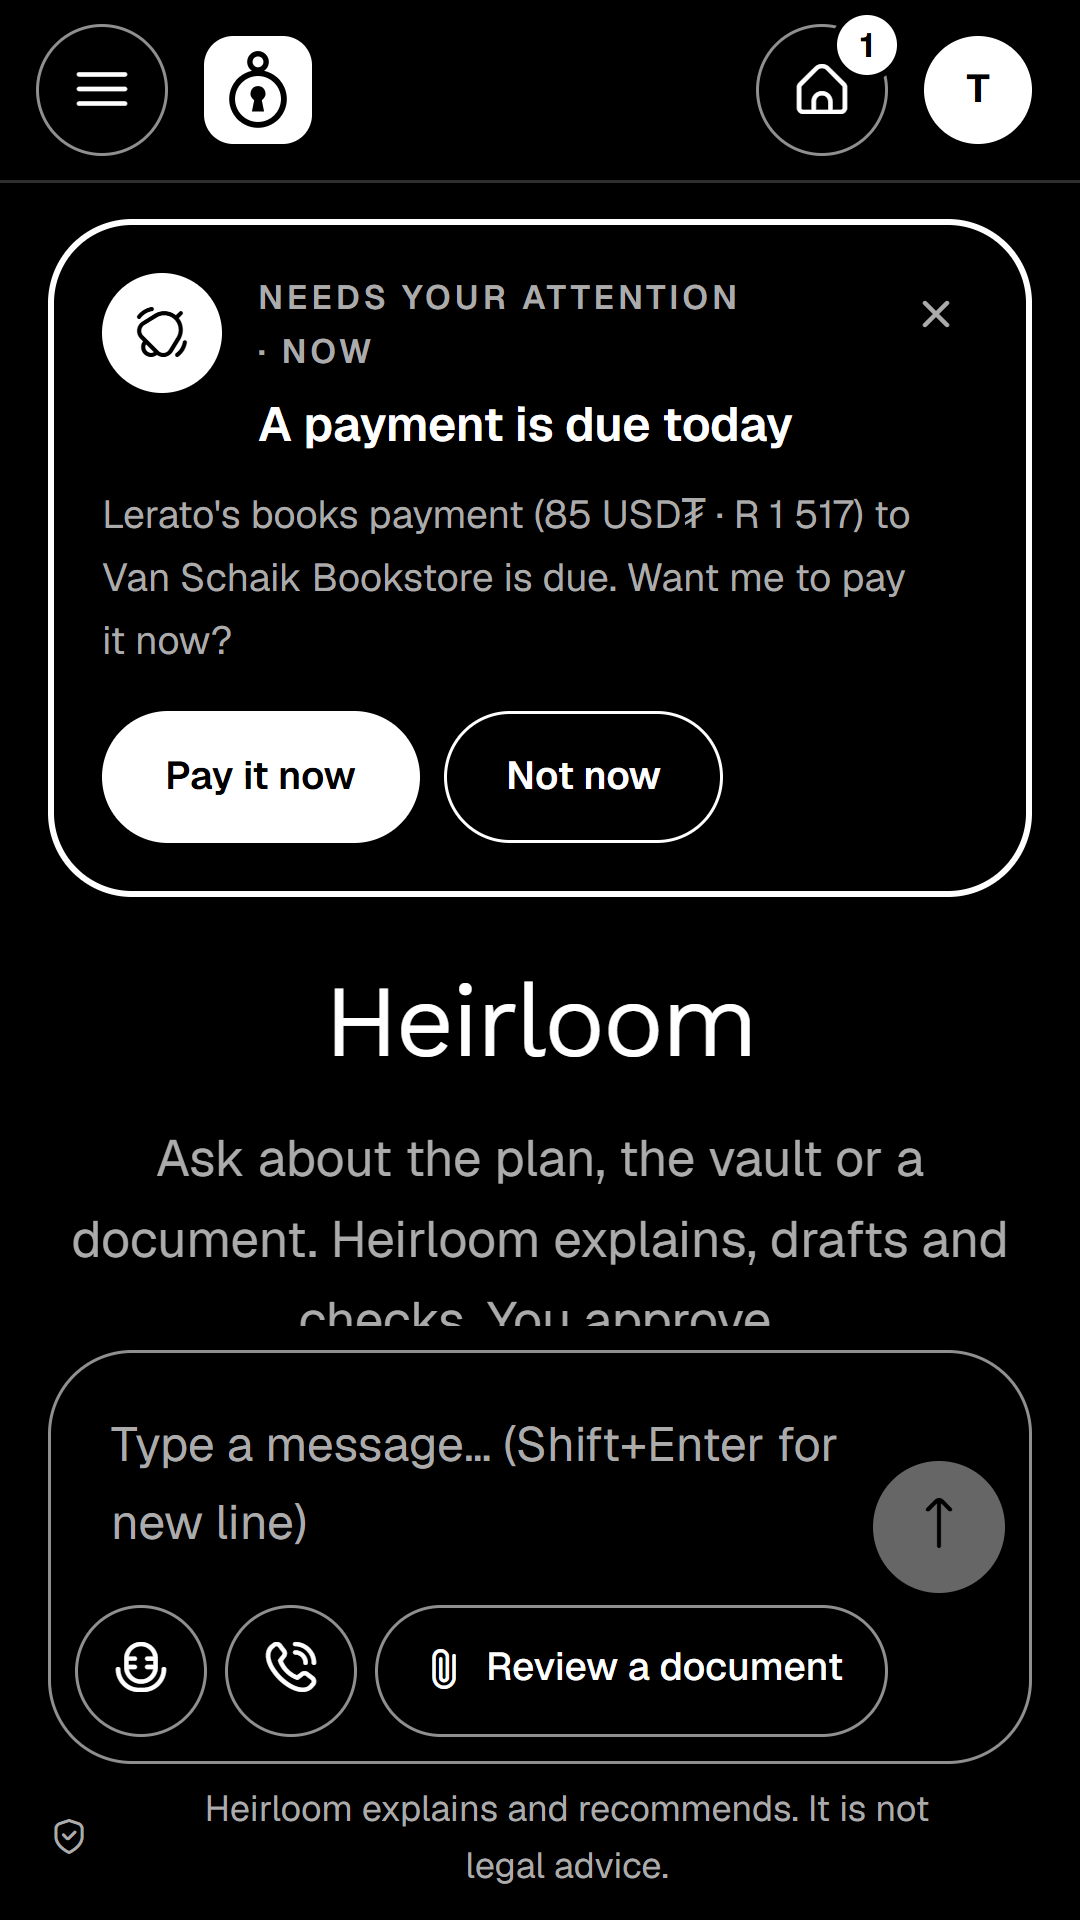 1
T
NEEDS YOUR ATTENTION
· NOW
A payment is due today
Lerato's books payment (85 USD₮ · R 1 517) to
Van Schaik Bookstore is due. Want me to pay
it now?
Pay it now
Not now
Heirloom
Ask about the plan, the vault or a
document. Heirloom explains, drafts and
checks. You approve.
Type a message... (Shift+Enter for
new line)
Review a document
Heirloom explains and recommends. It is not
legal advice.